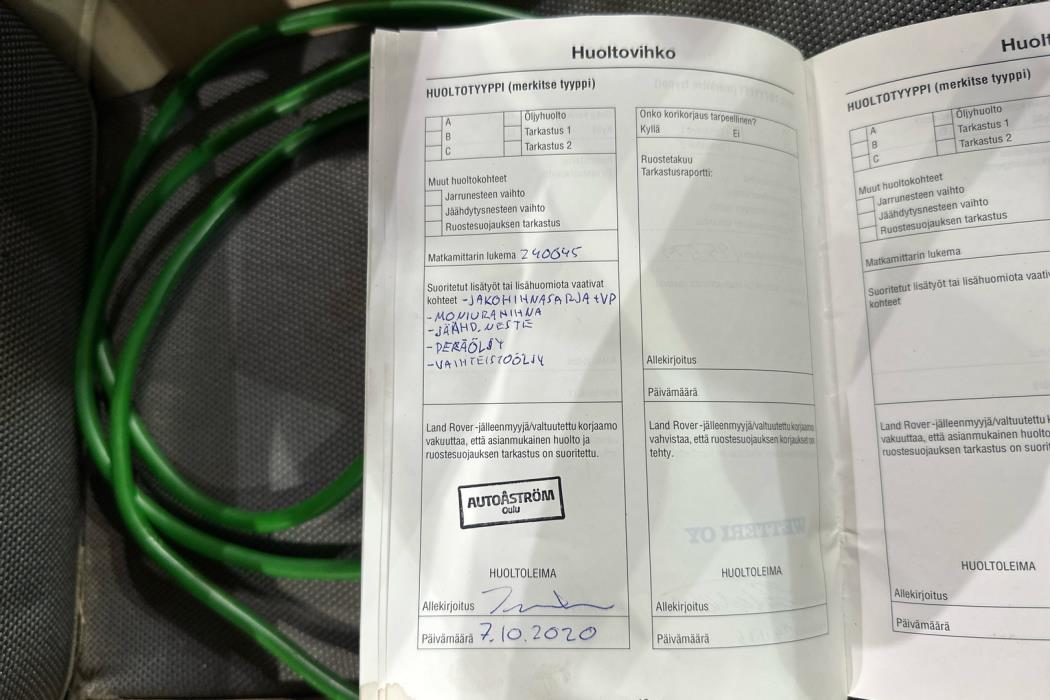 Huoltovihko
HUOLTOTYYPPI (merkitse tyyppi)
A
B
C
Öljyhuolto
Tarkastus 1
Tarkastus 2
Muut huoltokohteet
Jarrunesteen vaihto
Jäähdytysnesteen vaihto
Ruostesuojauksen tarkastus
Matkamittarin lukema 240645
Suoritetut lisätyöt tai lisähuomiota vaativat
kohteet -JAKOHIHNASARJA+VP
-MONIURAHIHNA
-JÄÄHD.NESTE
-PERÄÖLJY
-VAIHTEISTOÖLJY
Land Rover -jälleenmyyjä/valtuutettu korjaamo
vakuuttaa, että asianmukainen huolto ja
ruostesuojauksen tarkastus on suoritettu.
AUTOÅSTRÖM
Oulu
HUOLTOLEIMA
Allekirjoitus
Päivämäärä 7.10.2020
Onko korikorjaus tarpeellinen?
Kyllä Ei
Ruostetakuu
Tarkastusraportti:
Allekirjoitus
Päivämäärä
Land Rover -jälleenmyyjä/valtuutettu korjaamo
vahvistaa, että ruostesuojauksen korjaukset on
tehty.
WETTERI OY
HUOLTOLEIMA
Allekirjoitus
Päivämäärä
Huolt
HUOLTOTYYPPI (merkitse tyyppi)
A
B
C
Öljyhuolto
Tarkastus 1
Tarkastus 2
Muut huoltokohteet
Jarrunesteen vaihto
Jäähdytysnesteen vaihto
Ruostesuojauksen tarkastus
Matkamittarin lukema
Suoritetut lisätyöt tai lisähuomiota vaativ
kohteet
Land Rover -jälleenmyyjä/valtuutettu k
vakuuttaa, että asianmukainen huolto
ruostesuojauksen tarkastus on suorit
HUOLTOLEIMA
Allekirjoitus
Päivämäärä